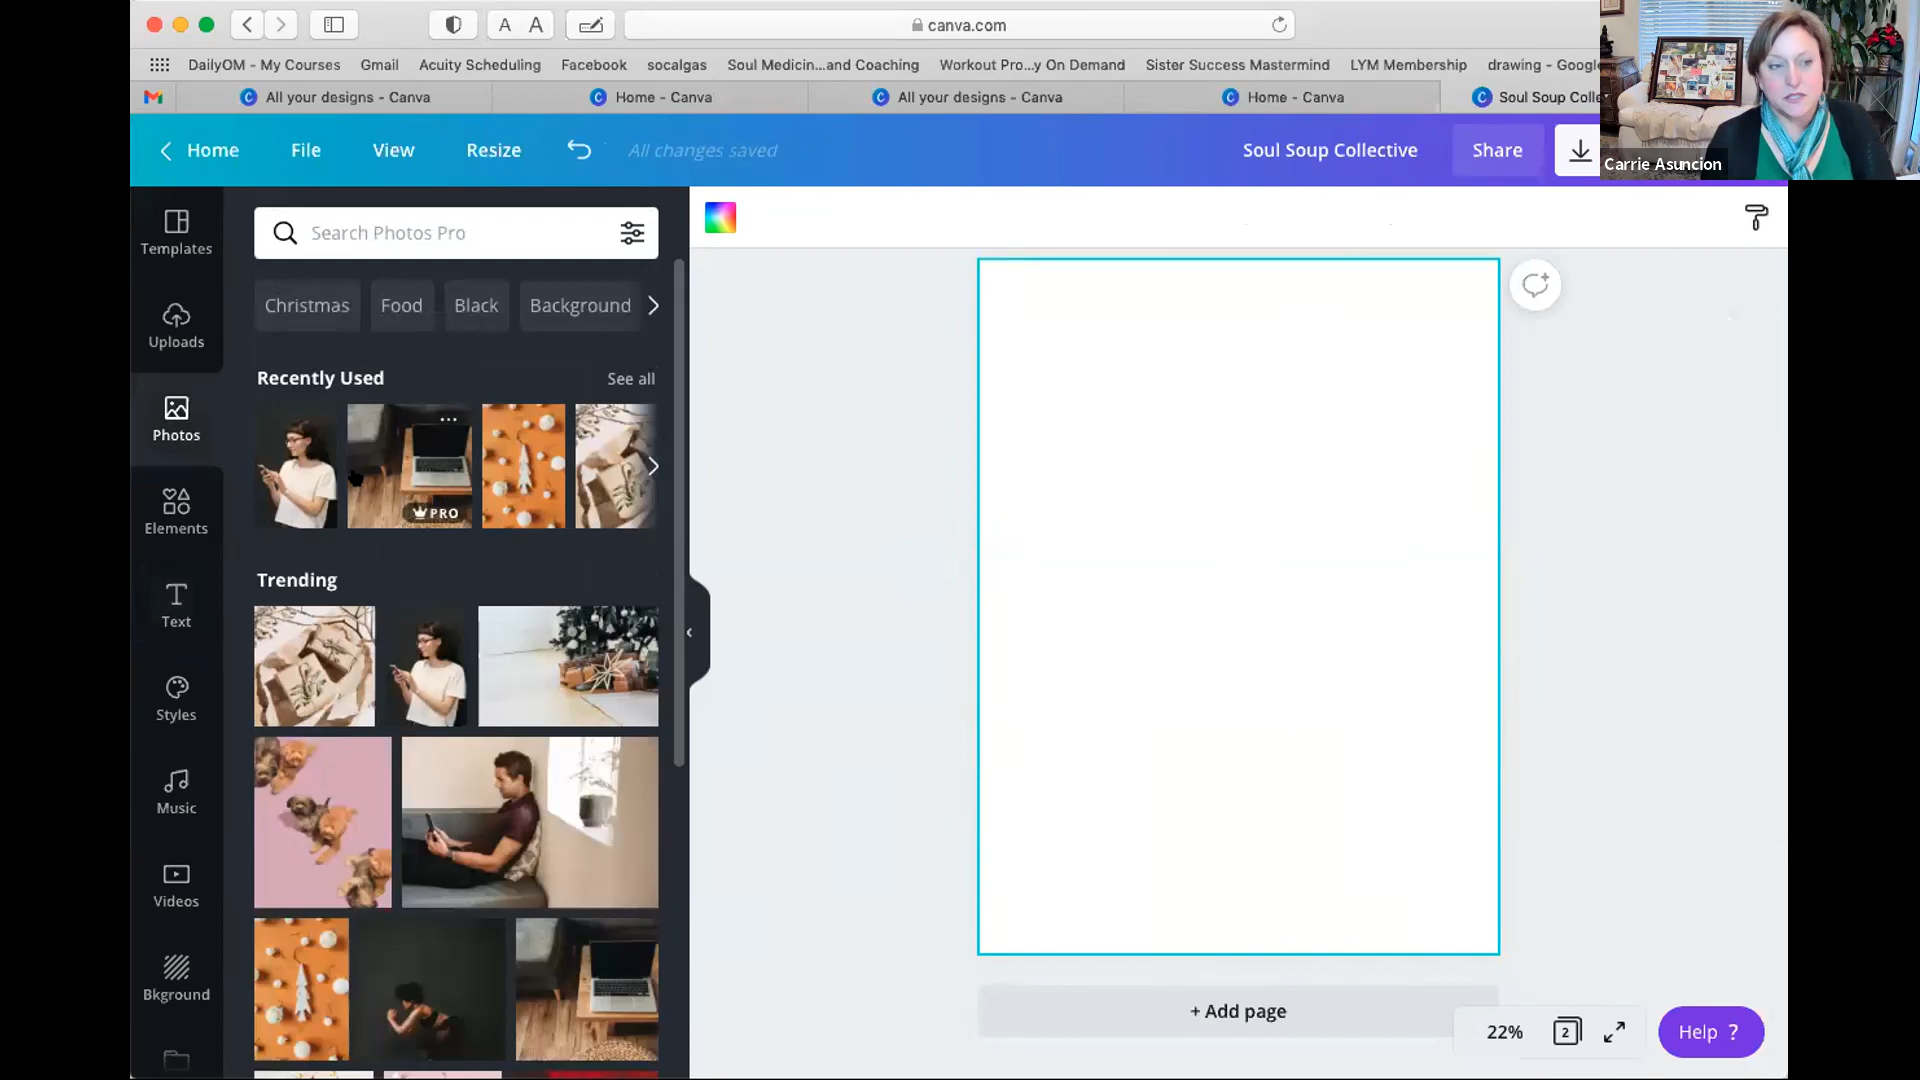 canva.com
A A
DailyOM - My Courses Gmail Acuity Scheduling Facebook socalgas Soul Medicin...and Coaching Workout Pro...y On Demand Sister Success Mastermind LYM Membership drawing - Googl
All your designs - Canva Home - Canva All your designs - Canva Home - Canva Soul Soup Colle
Home File View Resize All changes saved Soul Soup Collective Share
Carrie Asuncion
Templates
Uploads
Photos
Elements
Text
Styles
Music
Videos
Bkground
Search Photos Pro
Christmas Food Black Background
Recently Used See all
PRO
Trending
+ Add page
22% 2 Help ?